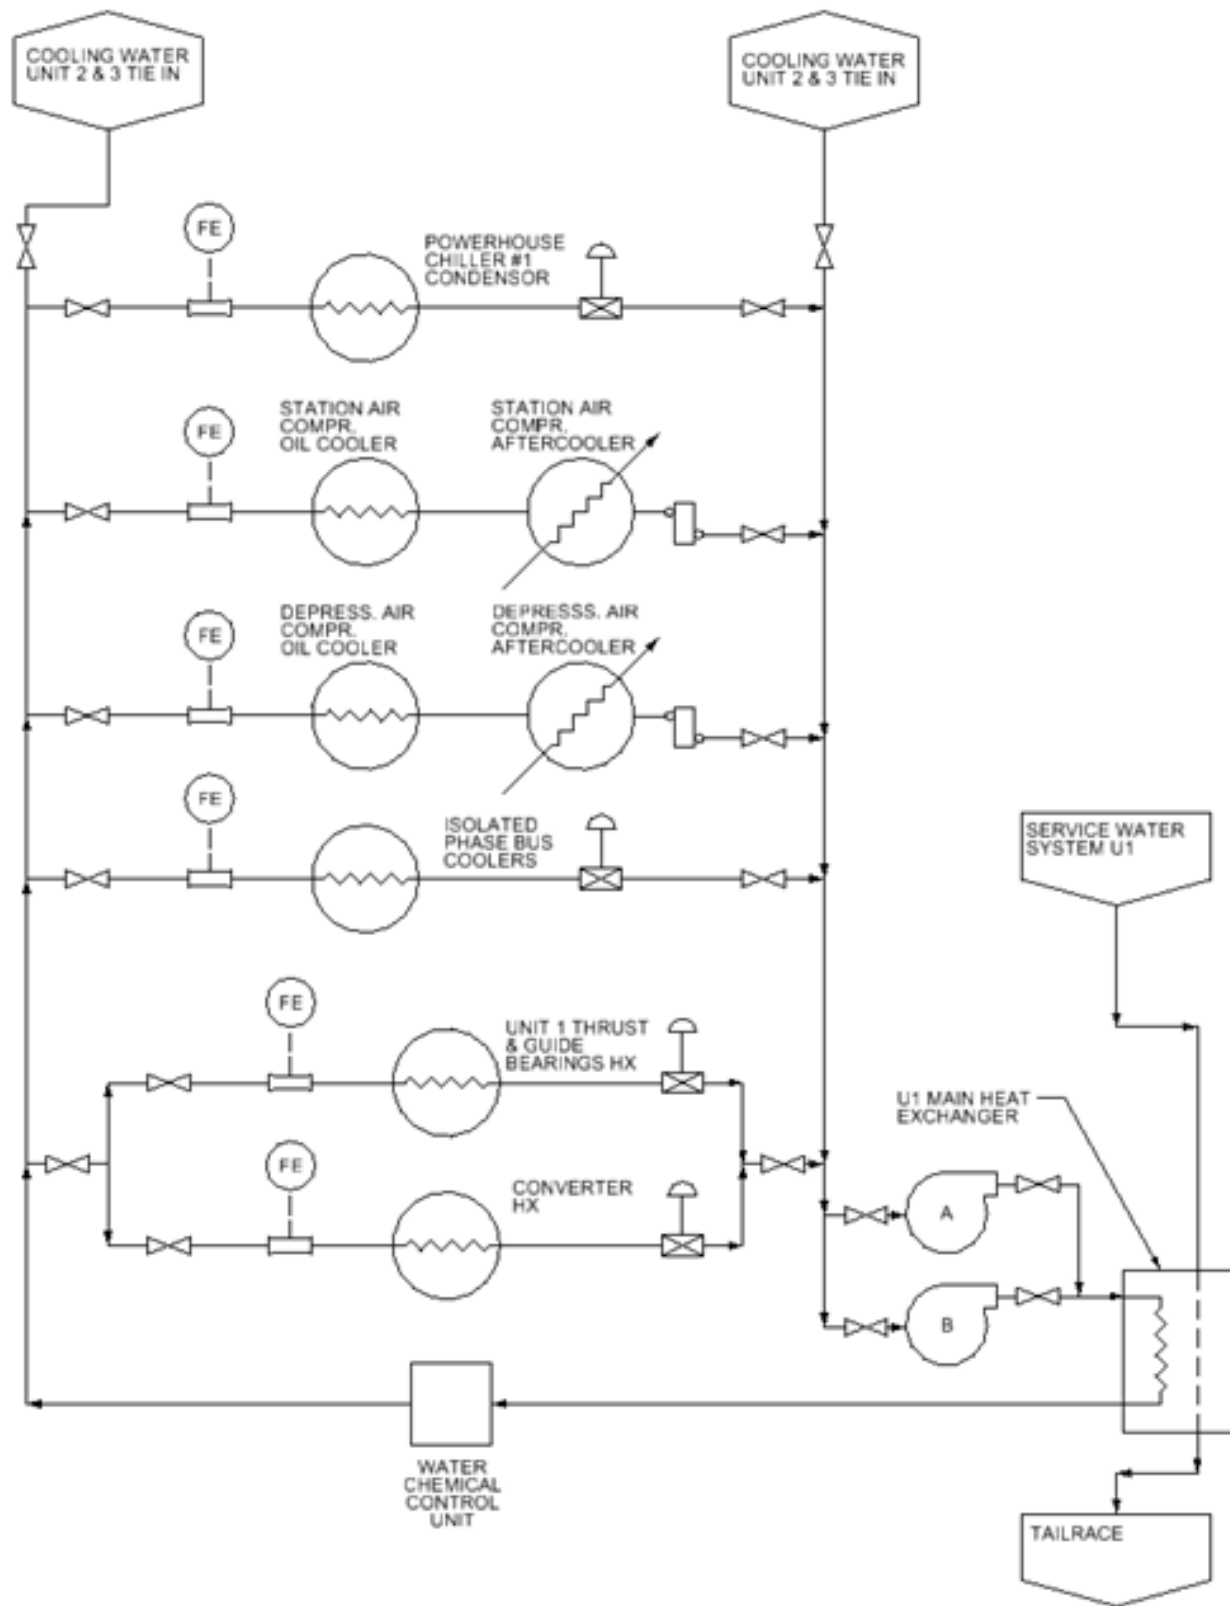 COOLING WATER
UNIT 2 & 3 TIE IN
COOLING WATER
UNIT 2 & 3 TIE IN
FE
POWERHOUSE
CHILLER #1
CONDENSOR
FE
STATION AIR
COMPR.
OIL COOLER
STATION AIR
COMPR.
AFTERCOOLER
FE
DEPRESS. AIR
COMPR.
OIL COOLER
DEPRESSS. AIR
COMPR.
AFTERCOOLER
FE
ISOLATED
PHASE BUS
COOLERS
SERVICE WATER
SYSTEM U1
FE
UNIT 1 THRUST
& GUIDE
BEARINGS HX
U1 MAIN HEAT
EXCHANGER
FE
CONVERTER
HX
A
B
WATER
CHEMICAL
CONTROL
UNIT
TAILRACE